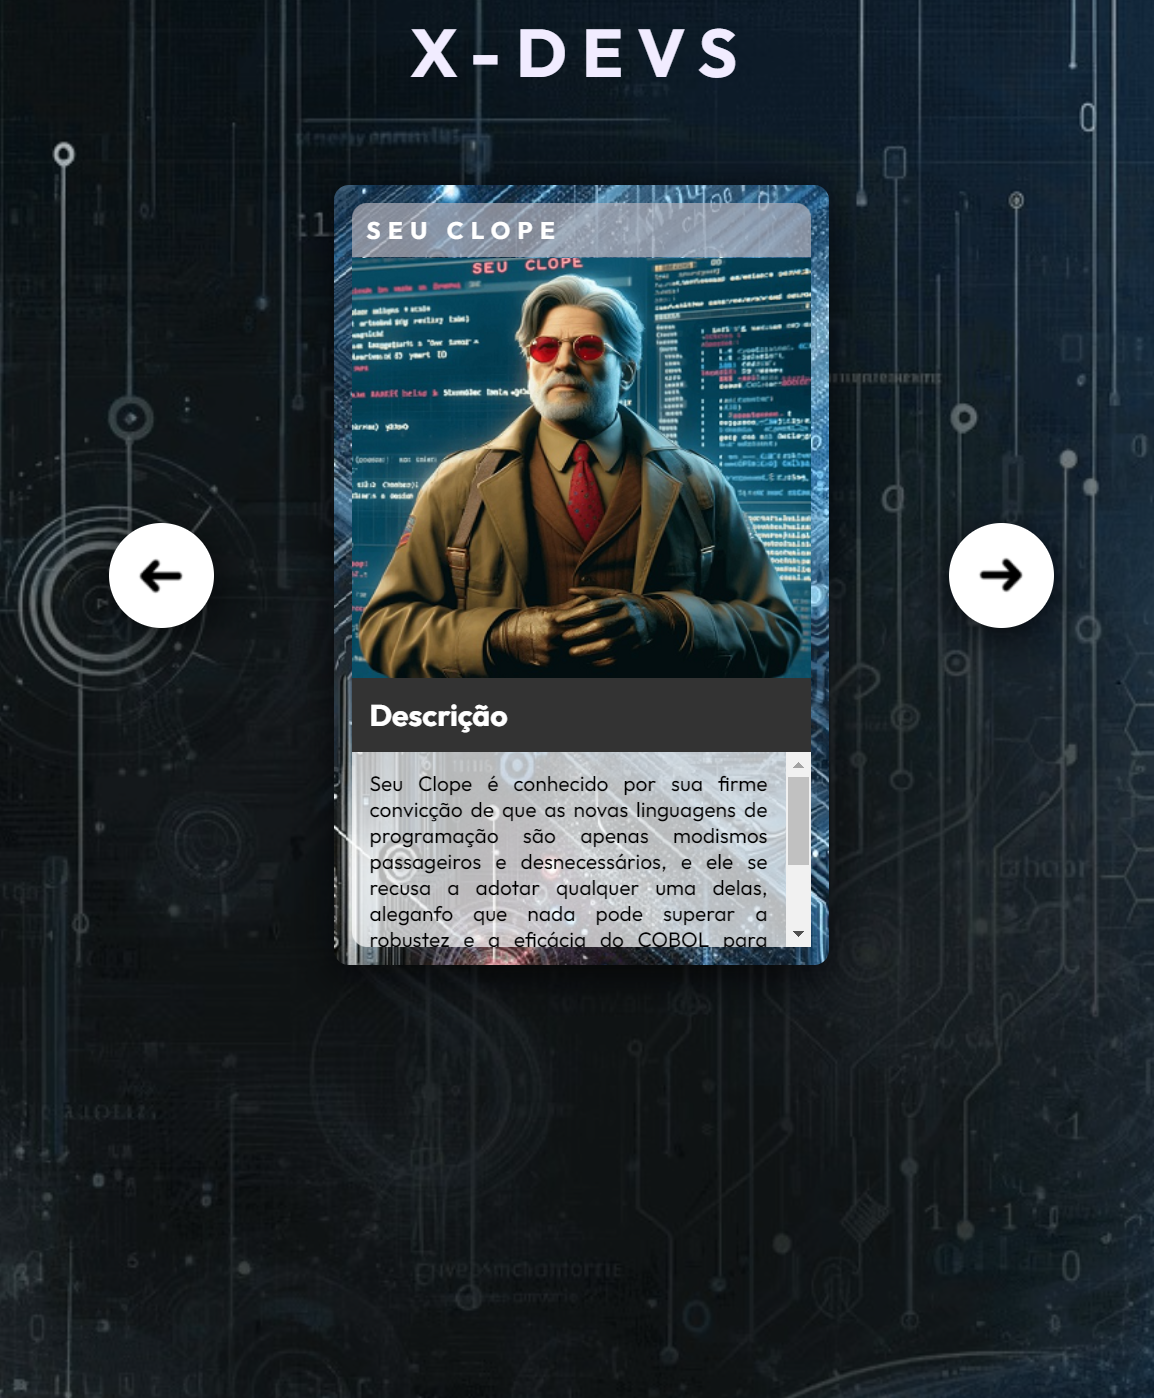 X-DEVS
SEU CLOPE
SEU CLOPE
Descrição
Seu Clope é conhecido por sua firme
convicção de que as novas linguagens de
programação são apenas modismos
passageiros e desnecessários, e ele se
recusa a adotar qualquer uma delas,
aleganfo que nada pode superar a
robustez e a eficácia do COBOL para